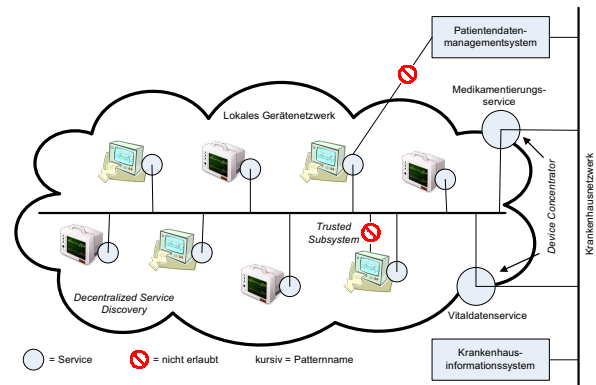 Patientendaten-
managementsystem
Medikamentierungs-
service
Lokales Gerätenetzwerk
Device Concentrator
Krankenhausnetzwerk
Trusted
Subsystem
Decentralized Service
Discovery
Vitaldatenservice
Krankenhaus-
informationssystem
= Service
= nicht erlaubt
kursiv = Patternname